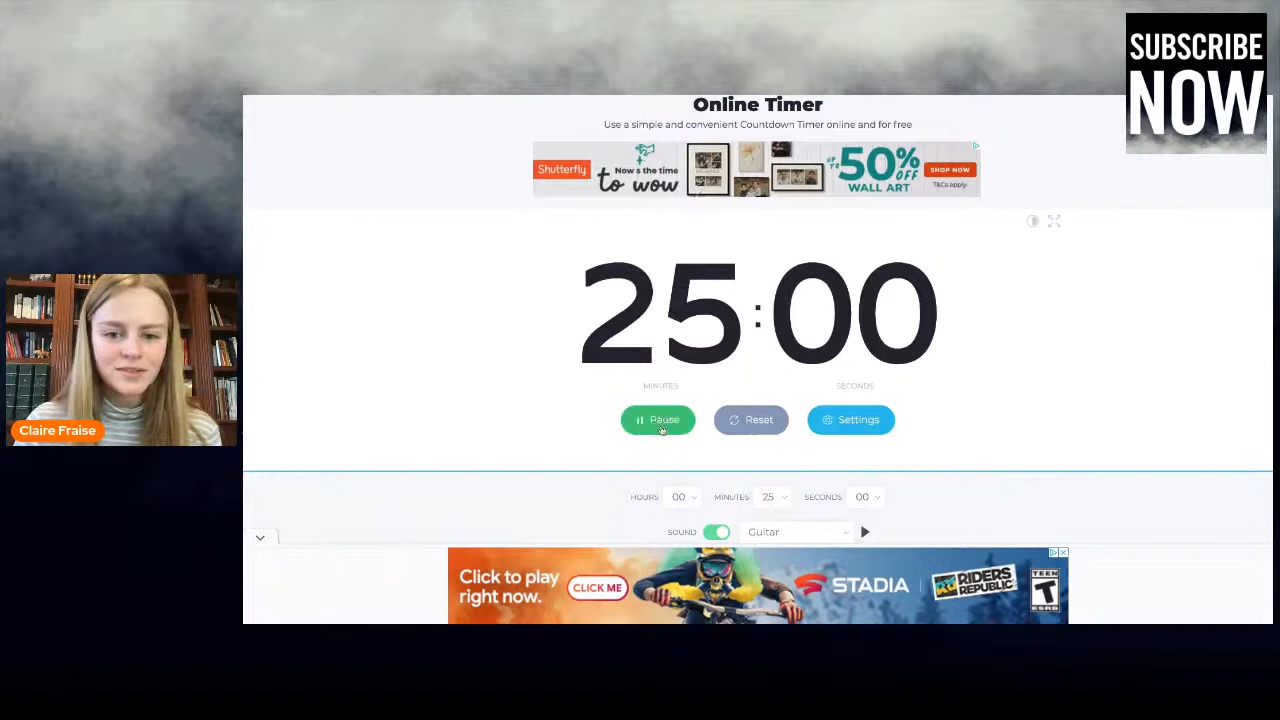 SUBSCRIBE
NOW
Online Timer
Use a simple and convenient Countdown Timer online and for free
Shutterfly
Now's the time
to wow
UP TO 50% OFF
WALL ART
SHOP NOW
T&Cs apply.
25:00
MINUTES SECONDS
Pause Reset Settings
Claire Fraise
HOURS 00 MINUTES 25 SECONDS 00
SOUND Guitar
Click to play
right now.
CLICK ME
STADIA
RIDERS
REPUBLIC
TEEN
T
ESRB